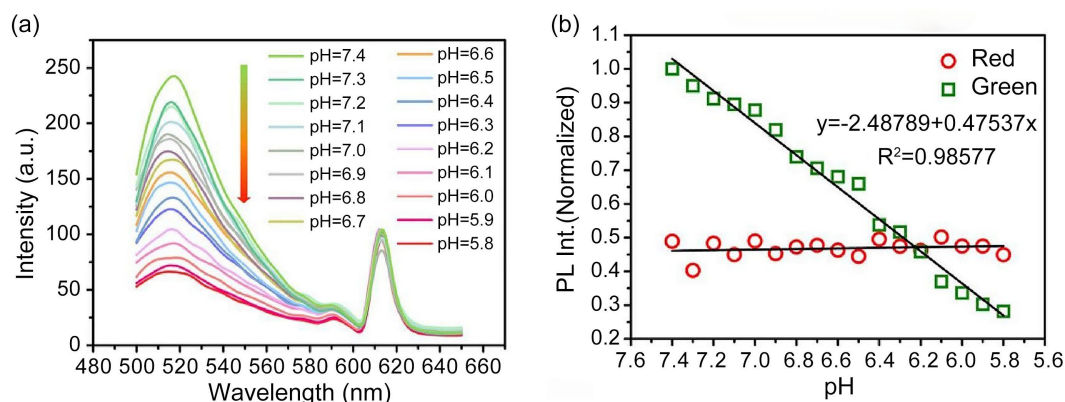 (a)
Intensity (a.u.)
250
200
150
100
50
0
pH=7.4
pH=7.3
pH=7.2
pH=7.1
pH=7.0
pH=6.9
pH=6.8
pH=6.7
pH=6.6
pH=6.5
pH=6.4
pH=6.3
pH=6.2
pH=6.1
pH=6.0
pH=5.9
pH=5.8
480 500 520 540 560 580 600 620 640 660
Wavelength (nm)
(b)
PL Int.(Normalized)
1.1
1.0
0.9
0.8
0.7
0.6
0.5
0.4
0.3
0.2
Red
Green
y=-2.48789+0.47537x
R²=0.98577
7.6 7.4 7.2 7.0 6.8 6.6 6.4 6.2 6.0 5.8 5.6
pH